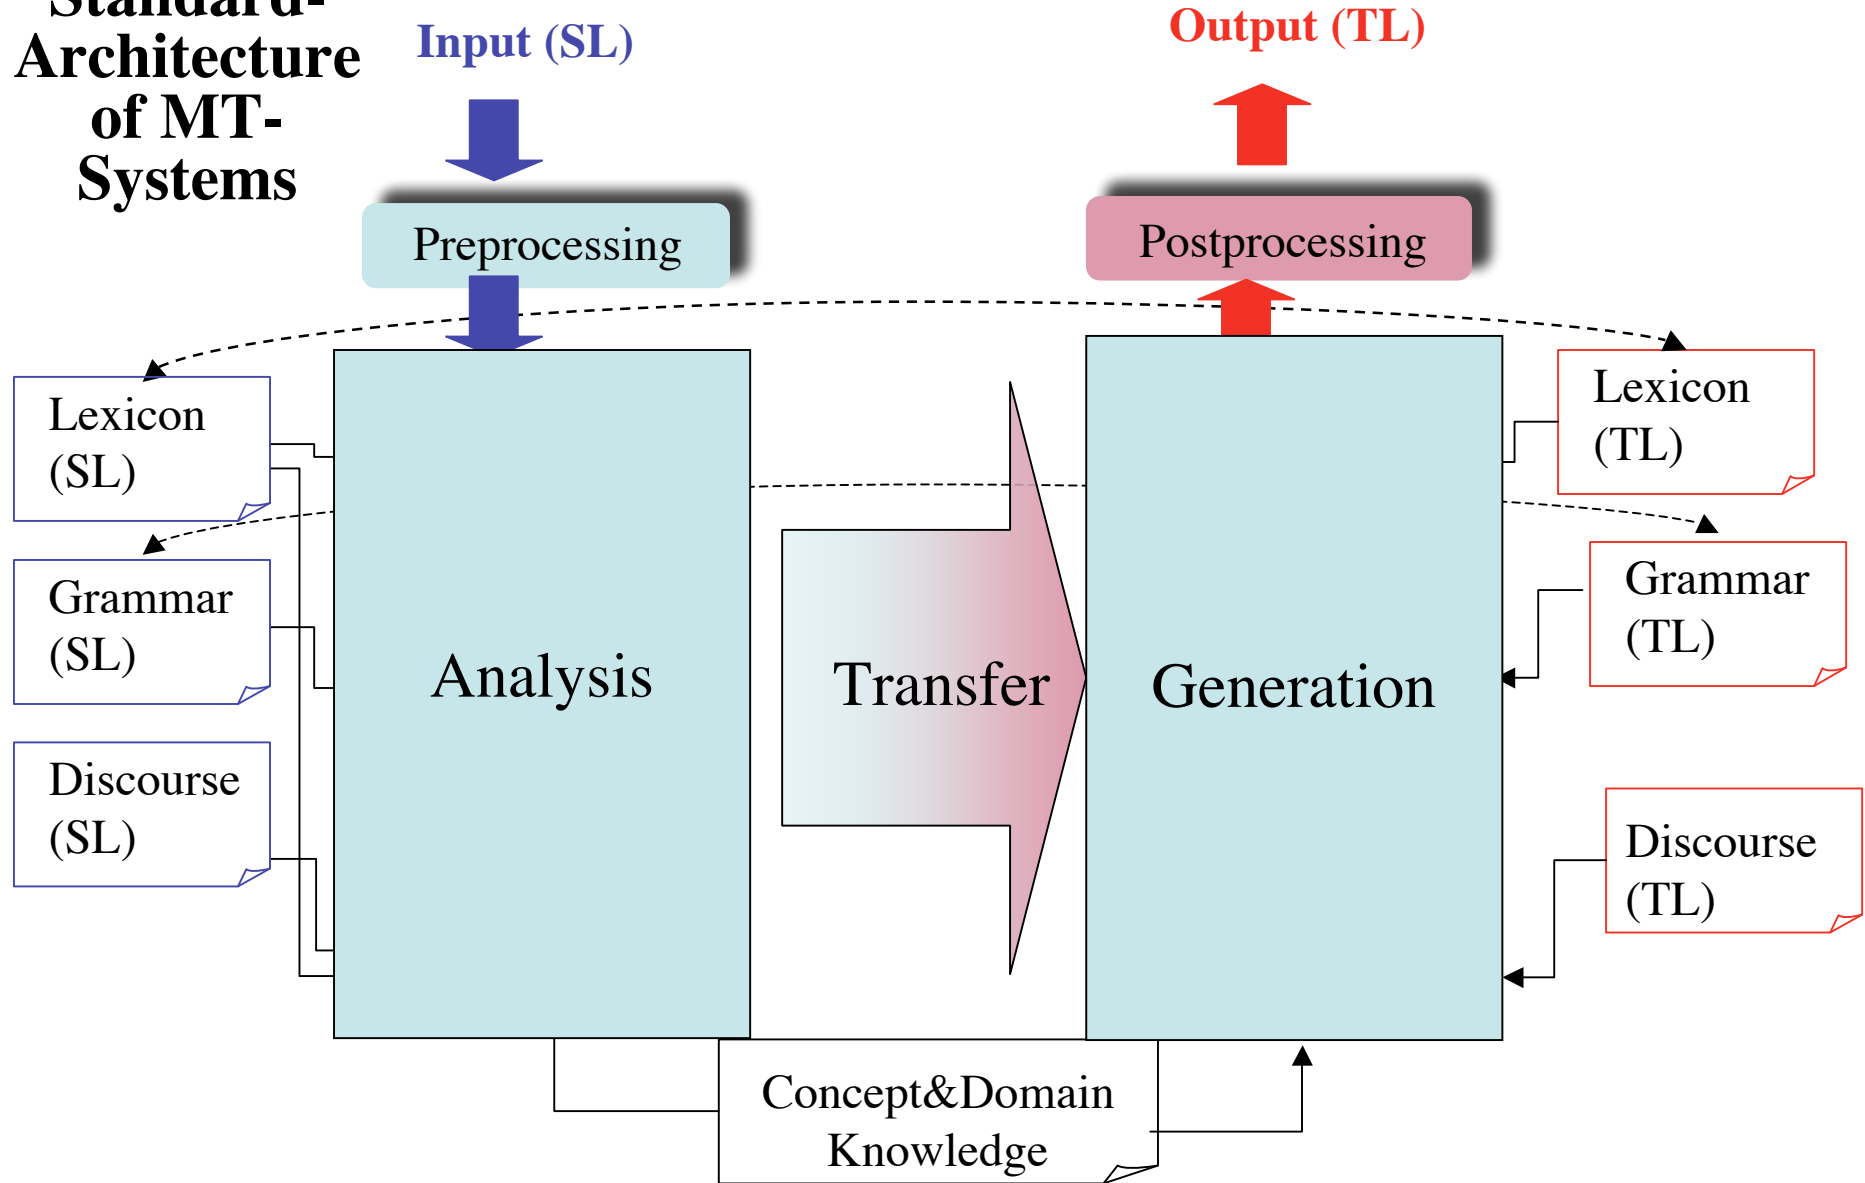 Standard-
Architecture
of MT-
Systems
Input (SL)
Output (TL)
Preprocessing
Postprocessing
Lexicon
(SL)
Grammar
(SL)
Discourse
(SL)
Analysis
Transfer
Generation
Lexicon
(TL)
Grammar
(TL)
Discourse
(TL)
Concept&Domain
Knowledge